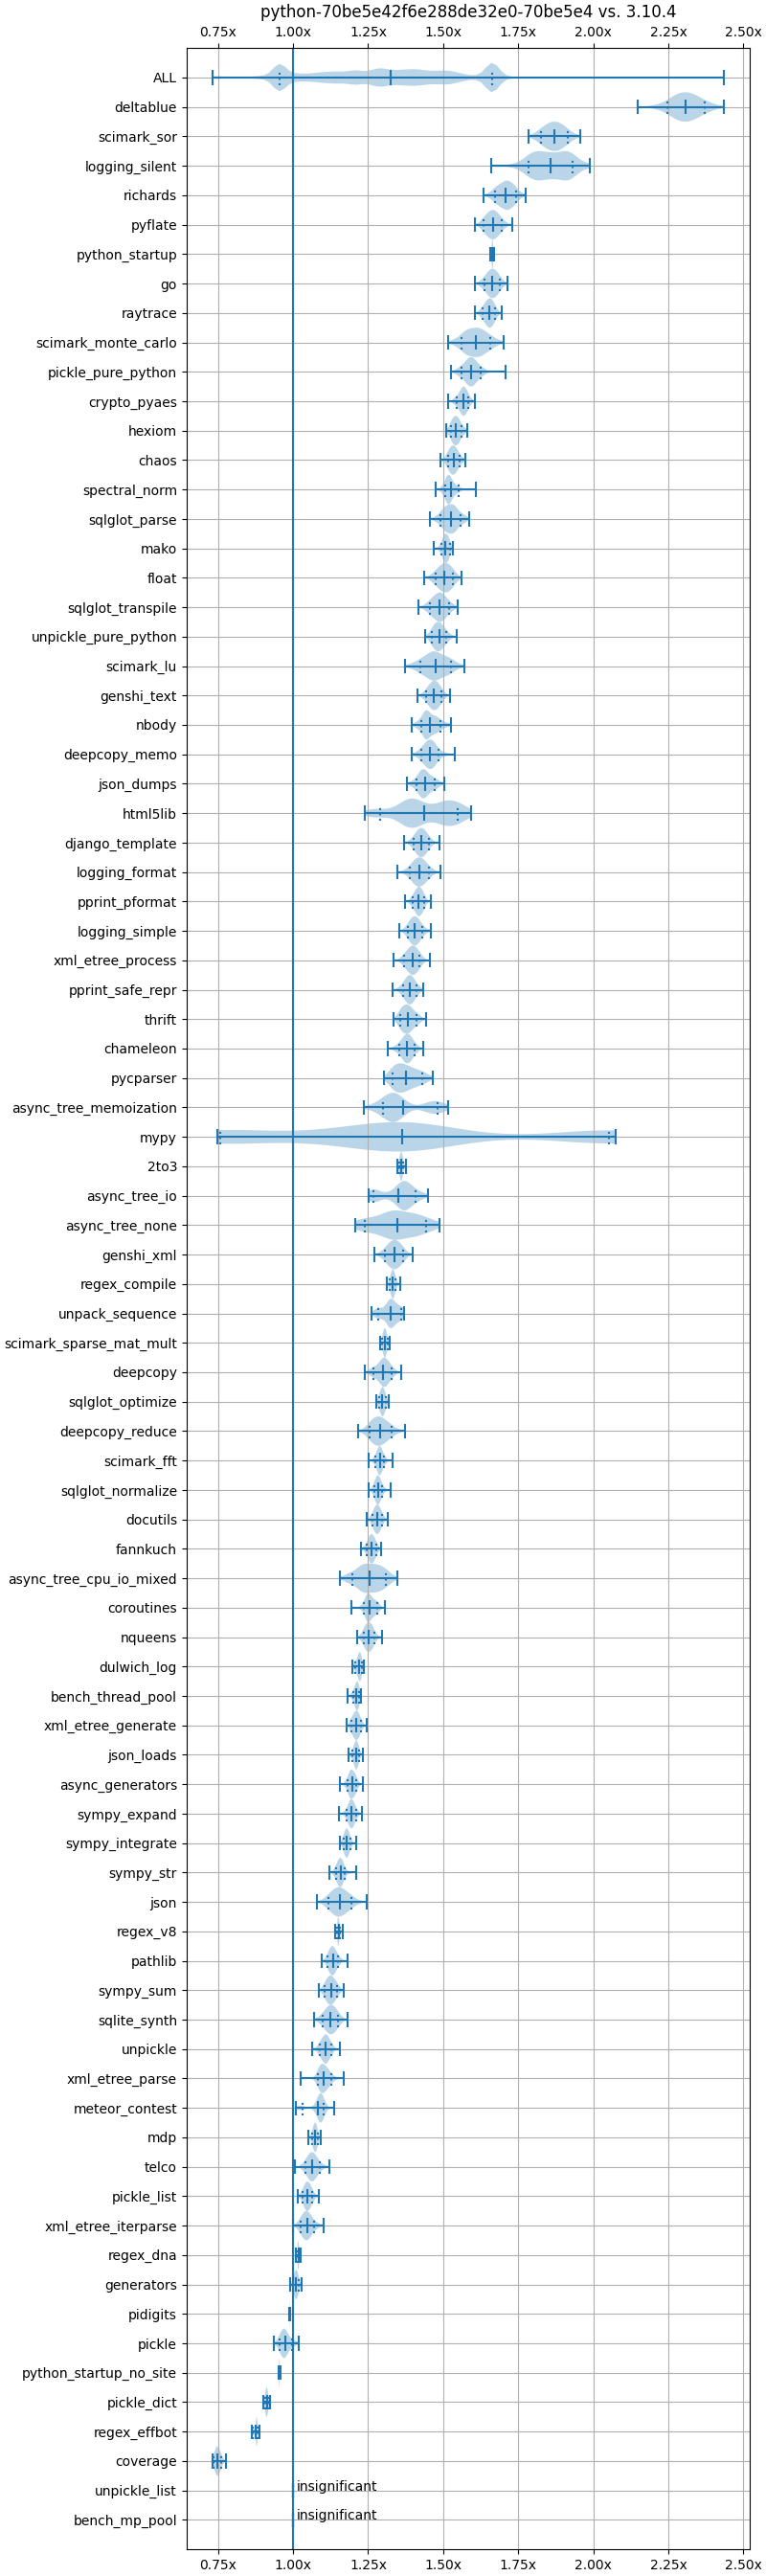 python-70be5e42f6e288de32e0-70be5e4 vs. 3.10.4
0.75x 1.00x 1.25x 1.50x 1.75x 2.00x 2.25x 2.50x
ALL
deltablue
scimark_sor
logging_silent
richards
pyflate
python_startup
go
raytrace
scimark_monte_carlo
pickle_pure_python
crypto_pyaes
hexiom
chaos
spectral_norm
sqlglot_parse
mako
float
sqlglot_transpile
unpickle_pure_python
scimark_lu
genshi_text
nbody
deepcopy_memo
json_dumps
html5lib
django_template
logging_format
pprint_pformat
logging_simple
xml_etree_process
pprint_safe_repr
thrift
chameleon
pycparser
async_tree_memoization
mypy
2to3
async_tree_io
async_tree_none
genshi_xml
regex_compile
unpack_sequence
scimark_sparse_mat_mult
deepcopy
sqlglot_optimize
deepcopy_reduce
scimark_fft
sqlglot_normalize
docutils
fannkuch
async_tree_cpu_io_mixed
coroutines
nqueens
dulwich_log
bench_thread_pool
xml_etree_generate
json_loads
async_generators
sympy_expand
sympy_integrate
sympy_str
json
regex_v8
pathlib
sympy_sum
sqlite_synth
unpickle
xml_etree_parse
meteor_contest
mdp
telco
pickle_list
xml_etree_iterparse
regex_dna
generators
pidigits
pickle
python_startup_no_site
pickle_dict
regex_effbot
coverage
unpickle_list insignificant
bench_mp_pool insignificant
0.75x 1.00x 1.25x 1.50x 1.75x 2.00x 2.25x 2.50x